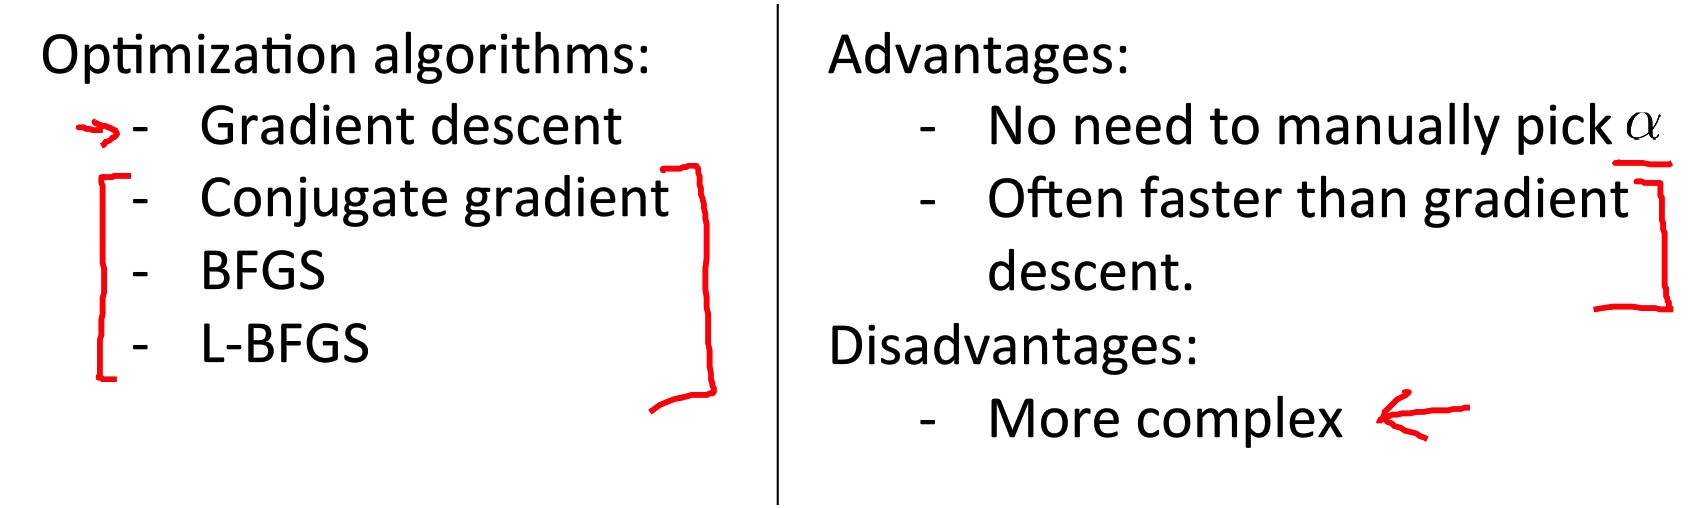 Optimization algorithms:
- Gradient descent
- Conjugate gradient
- BFGS
- L-BFGS
Advantages:
- No need to manually pick α
- Often faster than gradient
descent.
Disadvantages:
- More complex